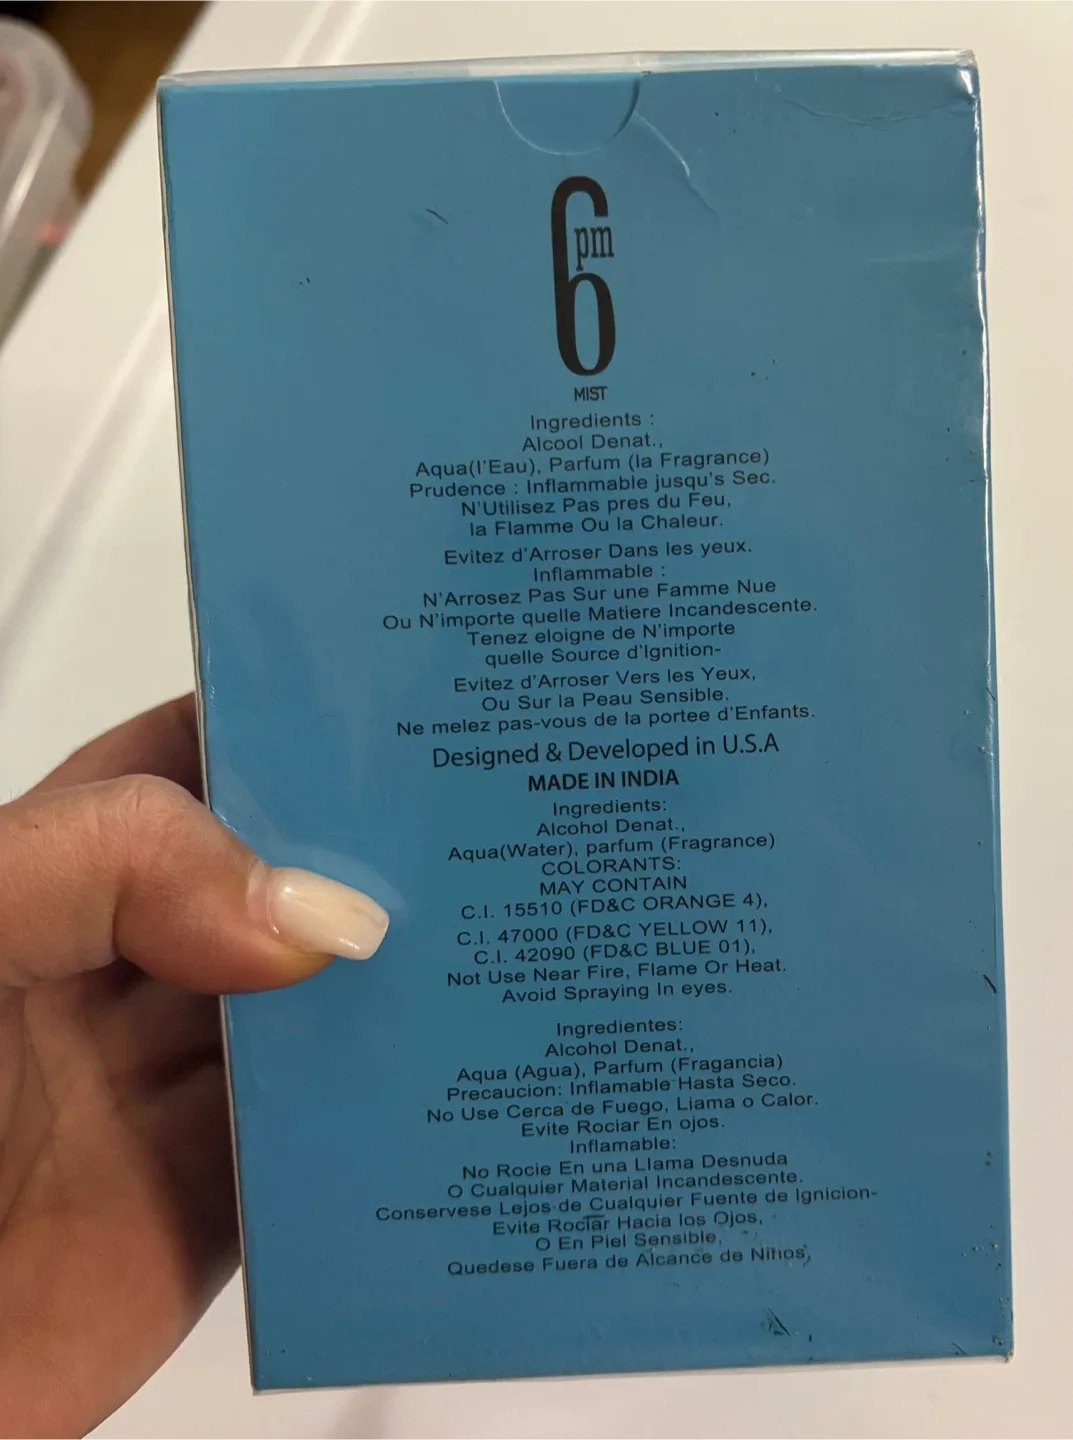 6
pm
MIST
Ingredients :
Alcool Denat.,
Aqua(l'Eau), Parfum (la Fragrance)
Prudence : Inflammable jusqu's Sec.
N'Utilisez Pas pres du Feu,
la Flamme Ou la Chaleur.
Evitez d'Arroser Dans les yeux.
Inflammable :
N'Arrosez Pas Sur une Famme Nue
Ou N'importe quelle Matiere Incandescente.
Tenez eloigne de N'importe
quelle Source d'Ignition-
Evitez d'Arroser Vers les Yeux,
Ou Sur la Peau Sensible.
Ne melez pas-vous de la portee d'Enfants.
Designed & Developed in U.S.A
MADE IN INDIA
Ingredients:
Alcohol Denat.,
Aqua(Water), parfum (Fragrance)
COLORANTS:
MAY CONTAIN
C.I. 15510 (FD&C ORANGE 4),
C.I. 47000 (FD&C YELLOW 11),
C.I. 42090 (FD&C BLUE 01),
Not Use Near Fire, Flame Or Heat.
Avoid Spraying In eyes.
Ingredientes:
Alcohol Denat.,
Aqua (Agua), Parfum (Fragancia)
Precaucion: Inflamable Hasta Seco.
No Use Cerca de Fuego, Liama o Calor.
Evite Rociar En ojos.
Inflamable:
No Rocie En una Llama Desnuda
O Cualquier Material Incandescente.
Conservese Lejos de Cualquier Fuente de Ignicion-
Evite Rociar Hacia los Ojos,
O En Piel Sensible,
Quedese Fuera de Alcance de Ninos,